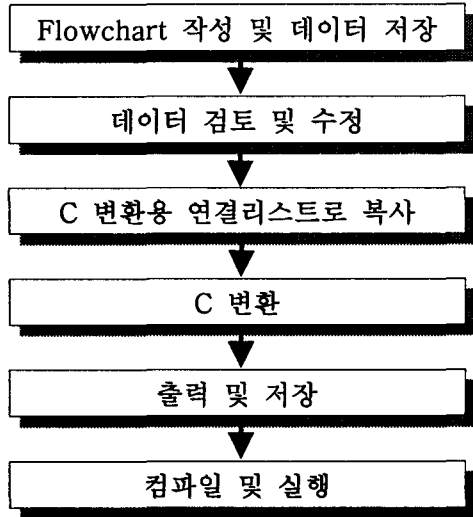 Flowchart 작성 및 데이터 저장
데이터 검토 및 수정
C 변환용 연결리스트로 복사
C 변환
출력 및 저장
컴파일 및 실행